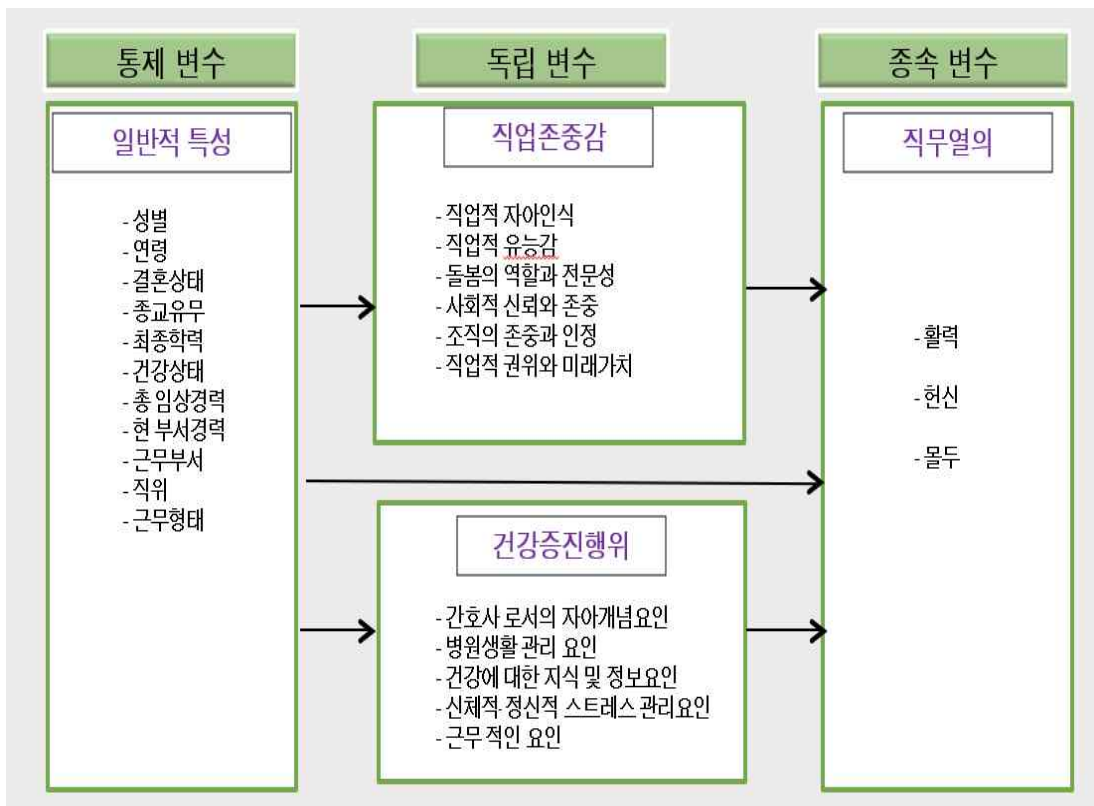 통제 변수
독립 변수
종속 변수
일반적 특성
- 성별
- 연령
- 결혼상태
- 종교유무
- 최종학력
- 건강상태
- 총 임상경력
- 현 부서경력
- 근무부서
- 직위
- 근무형태
직업존중감
- 직업적 자아인식
- 직업적 유능감
- 돌봄의 역할과 전문성
- 사회적 신뢰와 존중
- 조직의 존중과 인정
- 직업적 권위와 미래가치
건강증진행위
- 간호사 로서의 자아개념요인
- 병원생활 관리 요인
- 건강에 대한 지식 및 정보요인
- 신체적·정신적 스트레스 관리요인
- 근무 적인 요인
직무열의
- 활력
- 헌신
- 몰두